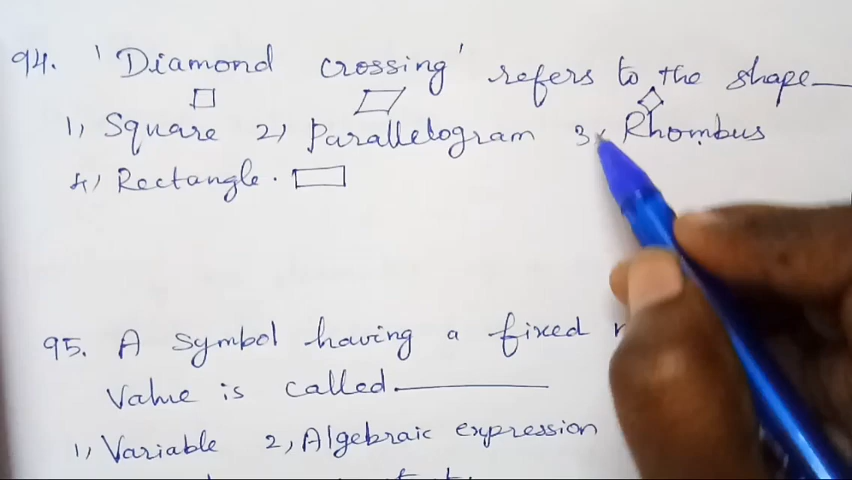 94. 'Diamond crossing' refers to the shape
1) Square 2) Parallelogram 3) Rhombus
4) Rectangle.
95. A symbol having a fixed
value is called
1) Variable 2) Algebraic expression